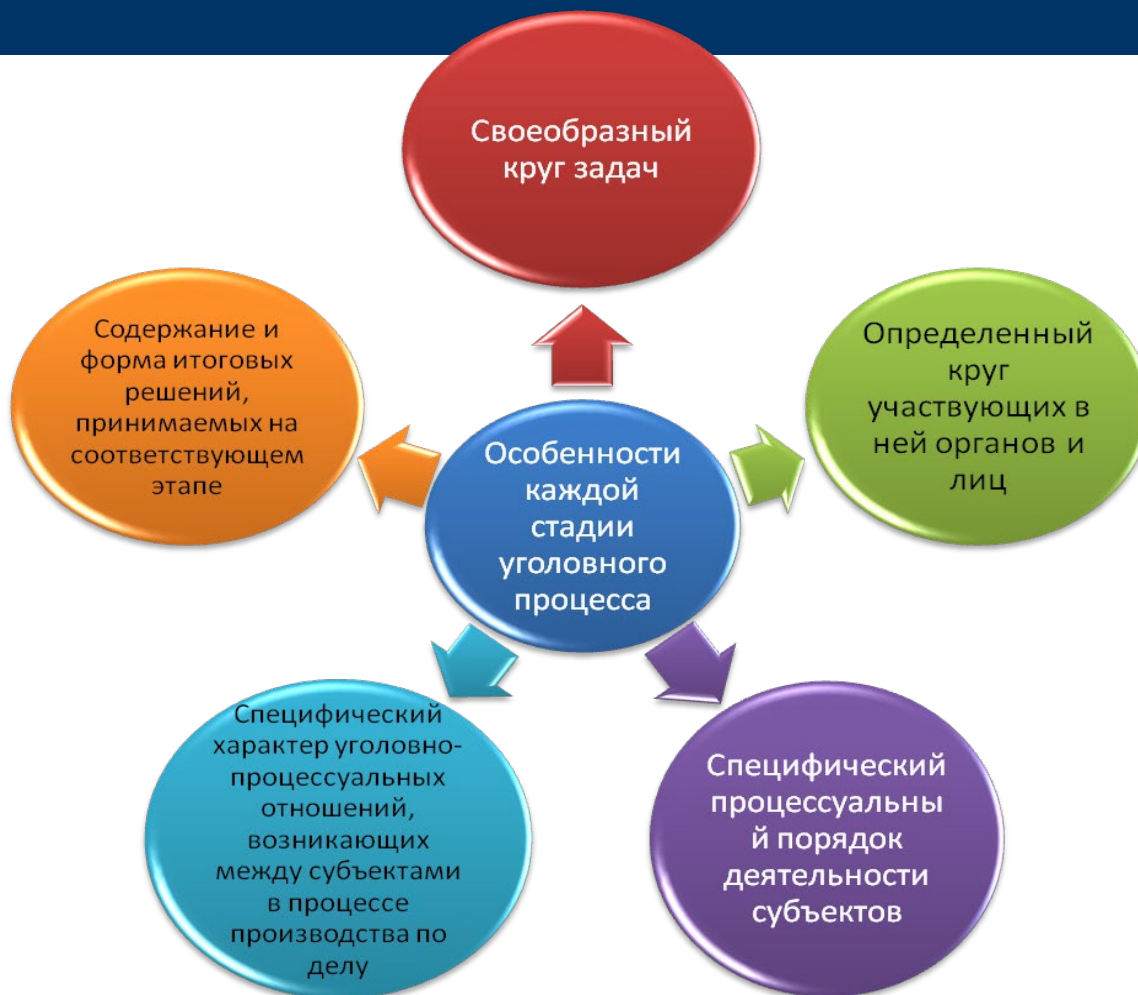 Своеобразный
круг задач
Содержание и
форма итоговых
решений,
принимаемых на
соответствующем
этапе
Определенный
круг
участвующих в
ней органов и
лиц
Особенности
каждой
стадии
уголовного
процесса
Специфический
характер уголовно-
процессуальных
отношений,
возникающих
между субъектами
в процессе
производства по
делу
Специфический
процессуальны
й порядок
деятельности
субъектов